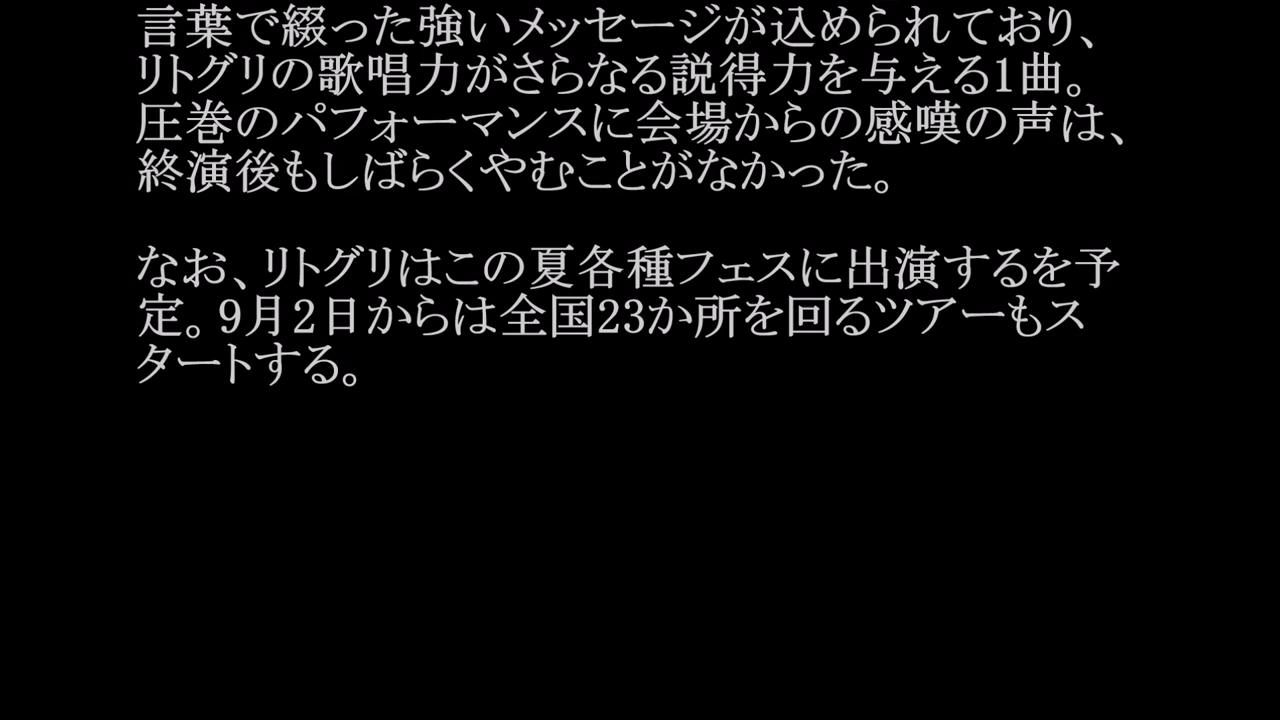 言葉で綴った強いメッセージが込められており、
リトグリの歌唱力がさらなる説得力を与える1曲。
圧巻のパフォーマンスに会場からの感嘆の声は、
終演後もしばらくやむことがなかった。
なお、リトグリはこの夏各種フェスに出演するを予
定。9月2日からは全国23か所を回るツアーもス
タートする。